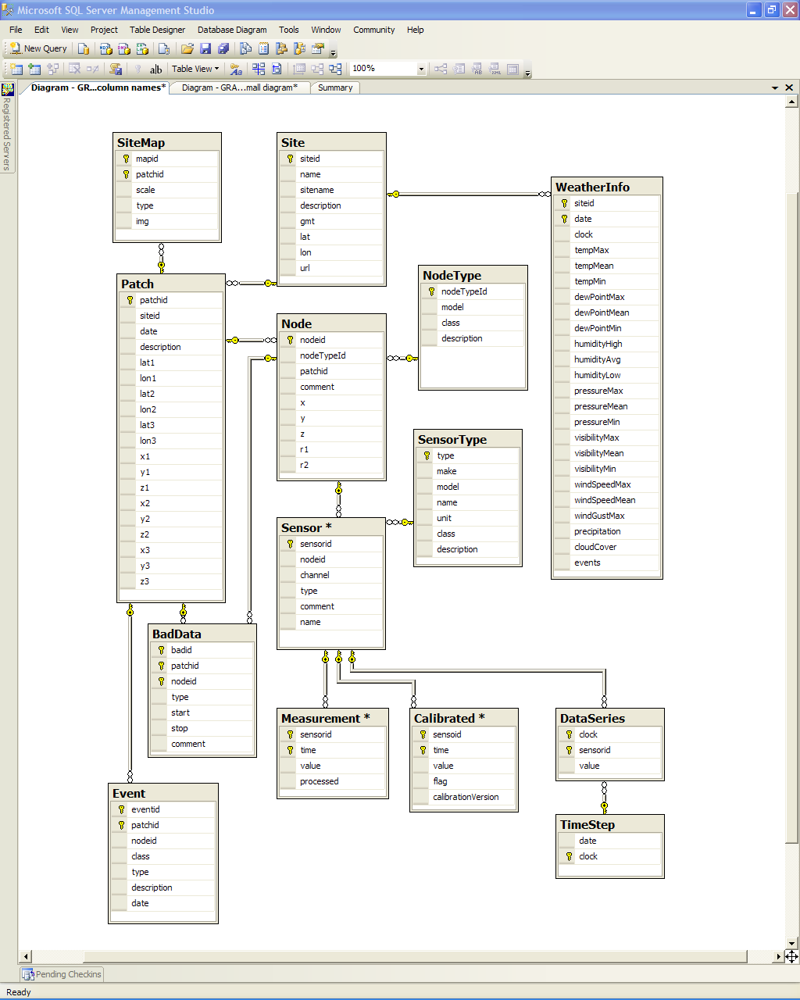 Microsoft SQL Server Management Studio
File Edit View Project Table Designer Database Diagram Tools Window Community Help
New Query
ab Table View 100%
Diagram - GR...column names* Diagram - GRA...mall diagram* Summary
Registered Servers
SiteMap
mapid
patchid
scale
type
img
Site
siteid
name
sitename
description
gmt
lat
lon
url
WeatherInfo
siteid
date
clock
tempMax
tempMean
tempMin
dewPointMax
dewPointMean
dewPointMin
humidityHigh
humidityAvg
humidityLow
pressureMax
pressureMean
pressureMin
visibilityMax
visibilityMean
visibilityMin
windSpeedMax
windSpeedMean
windGustMax
precipitation
cloudCover
events
Patch
patchid
siteid
date
description
lat1
lon1
lat2
lon2
lat3
lon3
x1
y1
z1
x2
y2
z2
x3
y3
z3
Node
nodeid
nodeTypeId
patchid
comment
x
y
z
r1
r2
NodeType
nodeTypeId
model
class
description
SensorType
type
make
model
name
unit
class
description
Sensor *
sensorid
nodeid
channel
type
comment
name
BadData
badid
patchid
nodeid
type
start
stop
comment
Measurement *
sensorid
time
value
processed
Calibrated *
sensoid
time
value
flag
calibrationVersion
DataSeries
clock
sensorid
value
Event
eventid
patchid
nodeid
class
type
description
date
TimeStep
date
clock
Pending Checkins
Ready